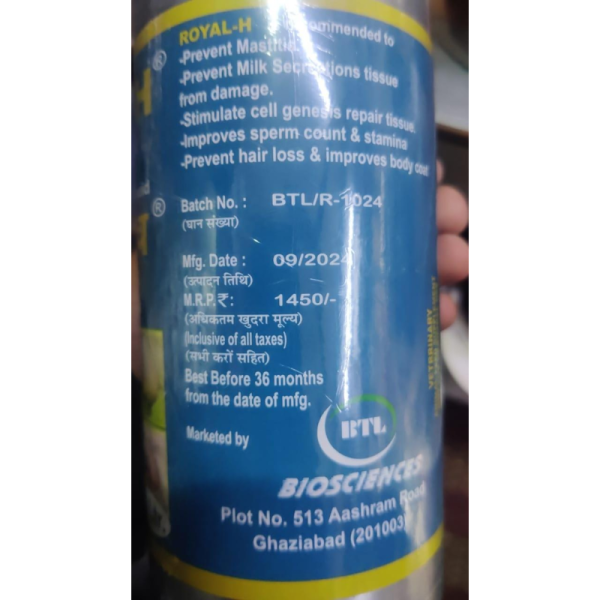 ROYAL-H recommended to
-Prevent Mastitis
-Prevent Milk Secreations tissue
from damage.
-Stimulate cell genesis repair tissue.
-Improves sperm count & stamina
-Prevent hair loss & improves body coat
Batch No. : BTL/R-1024
(घान संख्या)
Mfg. Date : 09/2024
(उत्पादन तिथि)
M.R.P.₹: 1450/-
(अधिकतम खुदरा मूल्य)
(Inclusive of all taxes)
(सभी करों सहित)
Best Before 36 months
from the date of mfg.
Marketed by
BTL
BIOSCIENCES
Plot No. 513 Aashram Road
Ghaziabad (201003)
VETERINARY